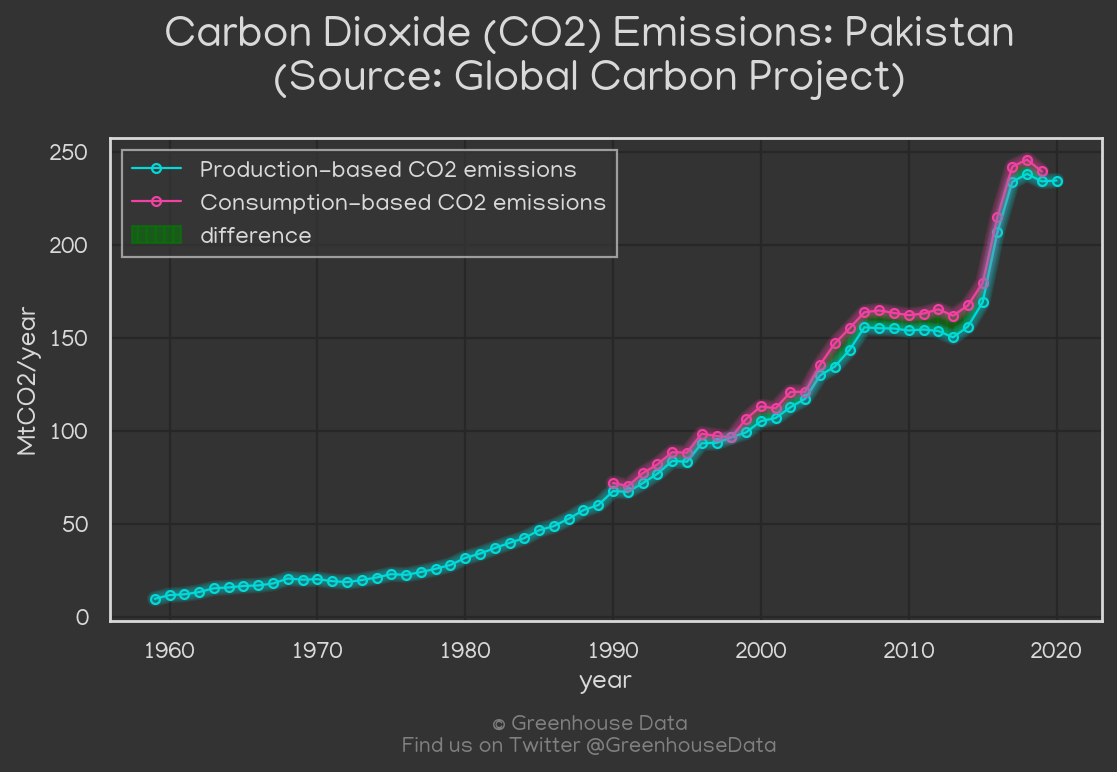 Carbon Dioxide (CO2) Emissions: Pakistan
(Source: Global Carbon Project)
250
200
150
100
50
0
MtCO2/year
Production-based CO2 emissions
Consumption-based CO2 emissions
difference
1960 1970 1980 1990 2000 2010 2020
year
© Greenhouse Data
Find us on Twitter @GreenhouseData